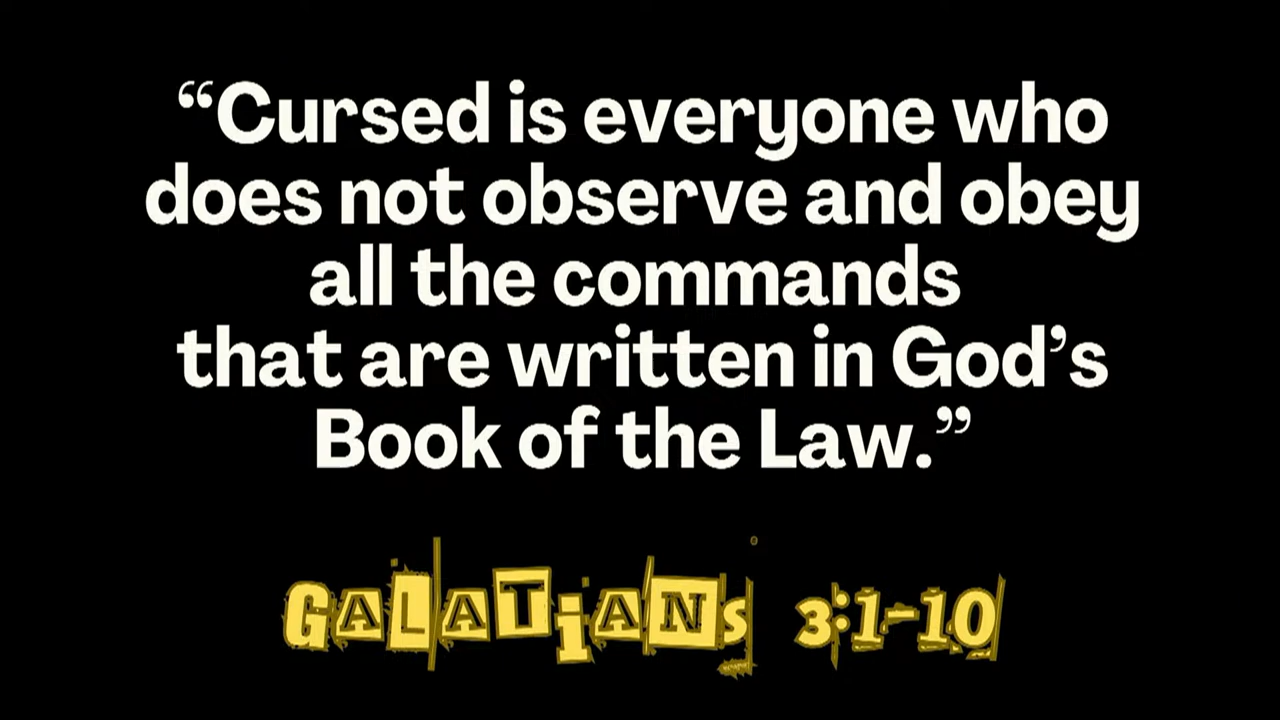 “Cursed is everyone who
does not observe and obey
all the commands
that are written in God’s
Book of the Law.”
GALATiANs 3:1-10